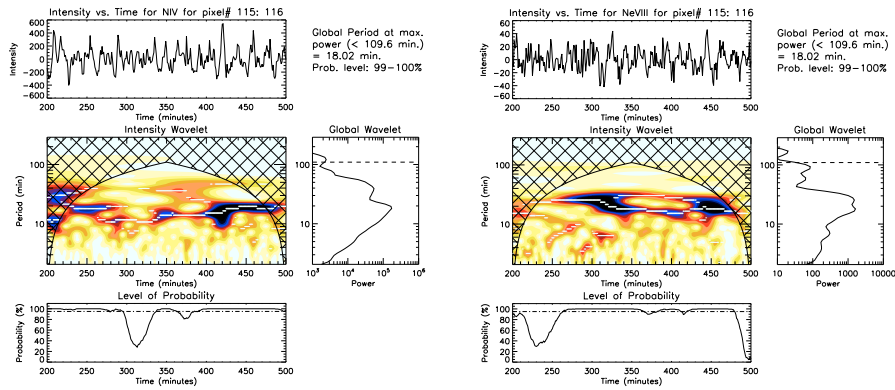 Intensity vs. Time for NIV for pixel# 115: 116
600
400
200
0
−200
−400
−600
Intensity
200 250 300 350 400 450 500
Time (minutes)
Global Period at max.
power (< 109.6 min.)
= 18.02 min.
Prob. level: 99−100%
Intensity Wavelet
100
10
Period (min)
200 250 300 350 400 450 500
Time (minutes)
Global Wavelet
100
10
10³ 10⁴ 10⁵ 10⁶
Power
Level of Probability
100
80
60
40
20
0
Probability (%)
200 250 300 350 400 450 500
Time (minutes)
Intensity vs. Time for NeVIII for pixel# 115: 116
60
40
20
0
−20
−40
−60
Intensity
200 250 300 350 400 450 500
Time (minutes)
Global Period at max.
power (< 109.6 min.)
= 18.02 min.
Prob. level: 99−100%
Intensity Wavelet
100
10
Period (min)
200 250 300 350 400 450 500
Time (minutes)
Global Wavelet
100
10
10 100 1000 10000
Power
Level of Probability
100
80
60
40
20
0
Probability (%)
200 250 300 350 400 450 500
Time (minutes)